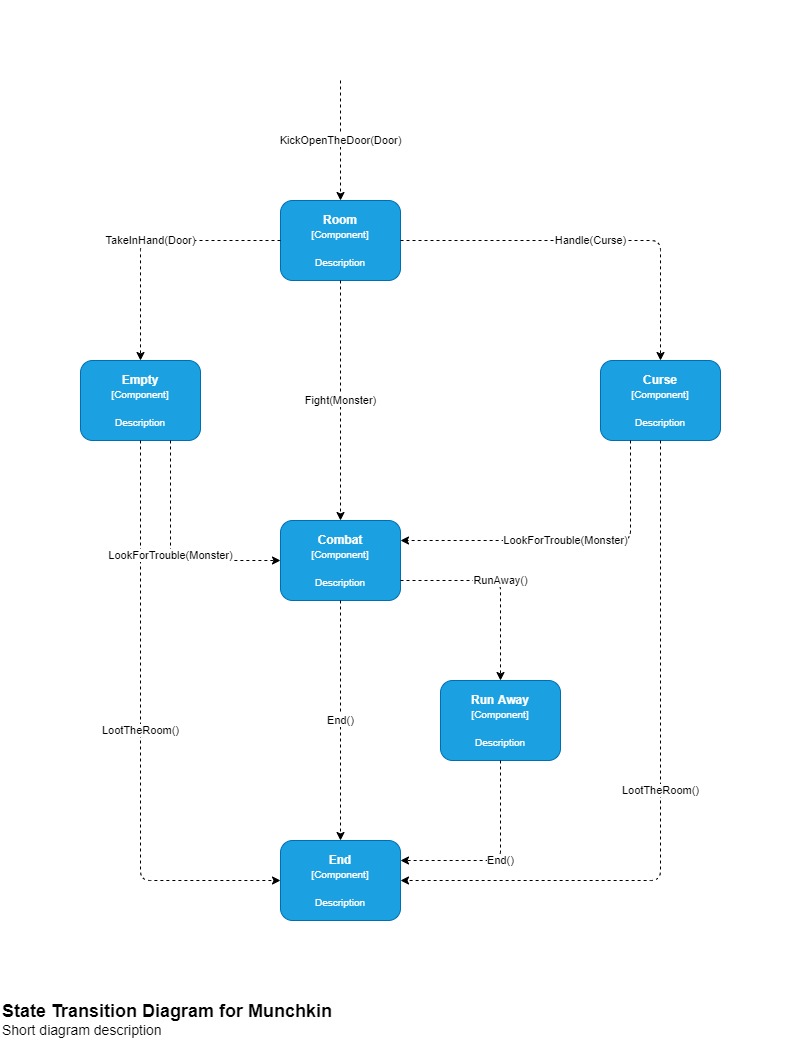 KickOpenTheDoor(Door)
Room
[Component]
Description
TakeInHand(Door)
Handle(Curse)
Empty
[Component]
Description
Curse
[Component]
Description
Fight(Monster)
Combat
[Component]
Description
LookForTrouble(Monster)
LookForTrouble(Monster)
RunAway()
Run Away
[Component]
Description
End()
LootTheRoom()
LootTheRoom()
End
[Component]
Description
End()
State Transition Diagram for Munchkin
Short diagram description